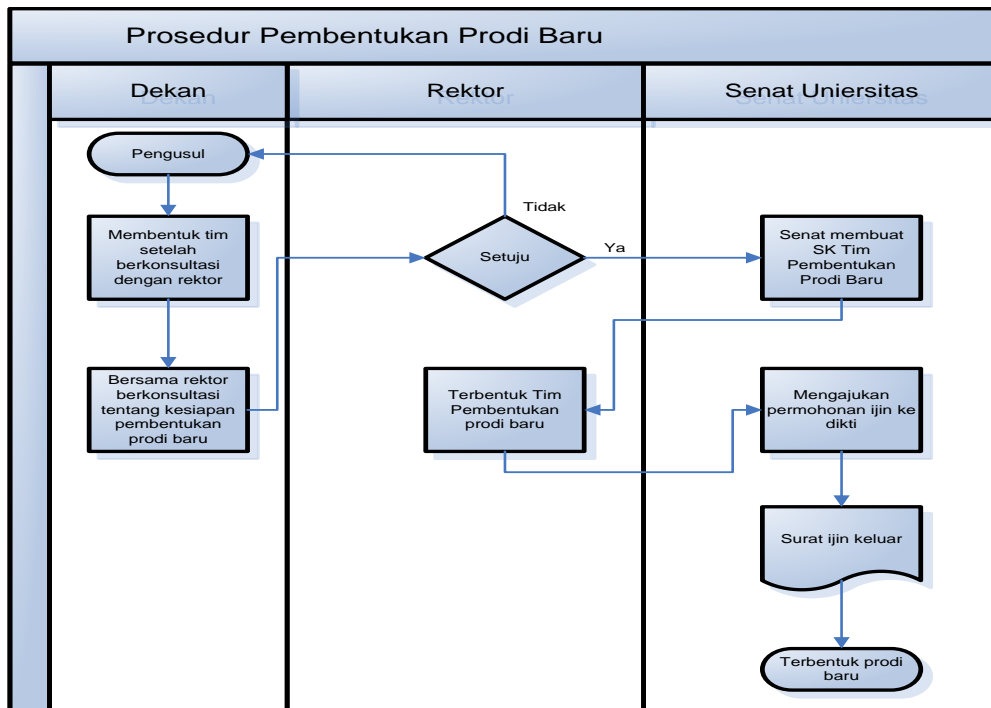 Prosedur Pembentukan Prodi Baru
Dekan
Rektor
Senat Uniersitas
Pengusul
Membentuk tim
setelah
berkonsultasi
dengan rektor
Bersama rektor
berkonsultasi
tentang kesiapan
pembentukan
prodi baru
Tidak
Setuju
Ya
Senat membuat
SK Tim
Pembentukan
Prodi Baru
Terbentuk Tim
Pembentukan
prodi baru
Mengajukan
permohonan ijin ke
dikti
Surat ijin keluar
Terbentuk prodi
baru